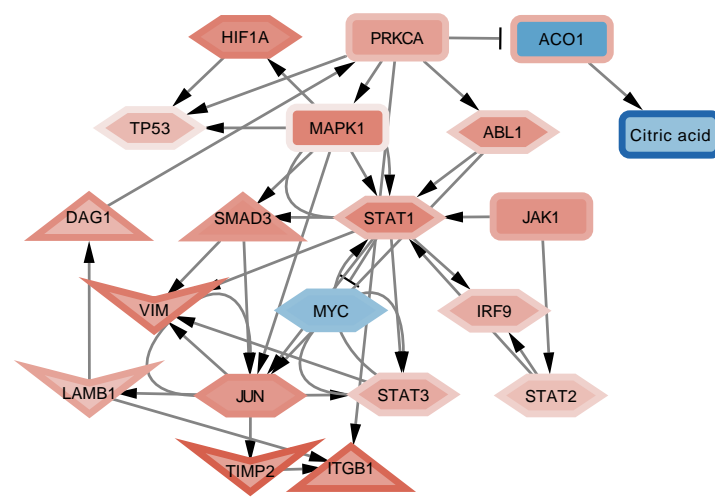 HIF1A
PRKCA
ACO1
TP53
MAPK1
ABL1
Citric acid
DAG1
SMAD3
STAT1
JAK1
VIM
MYC
IRF9
LAMB1
JUN
STAT3
STAT2
TIMP2
ITGB1